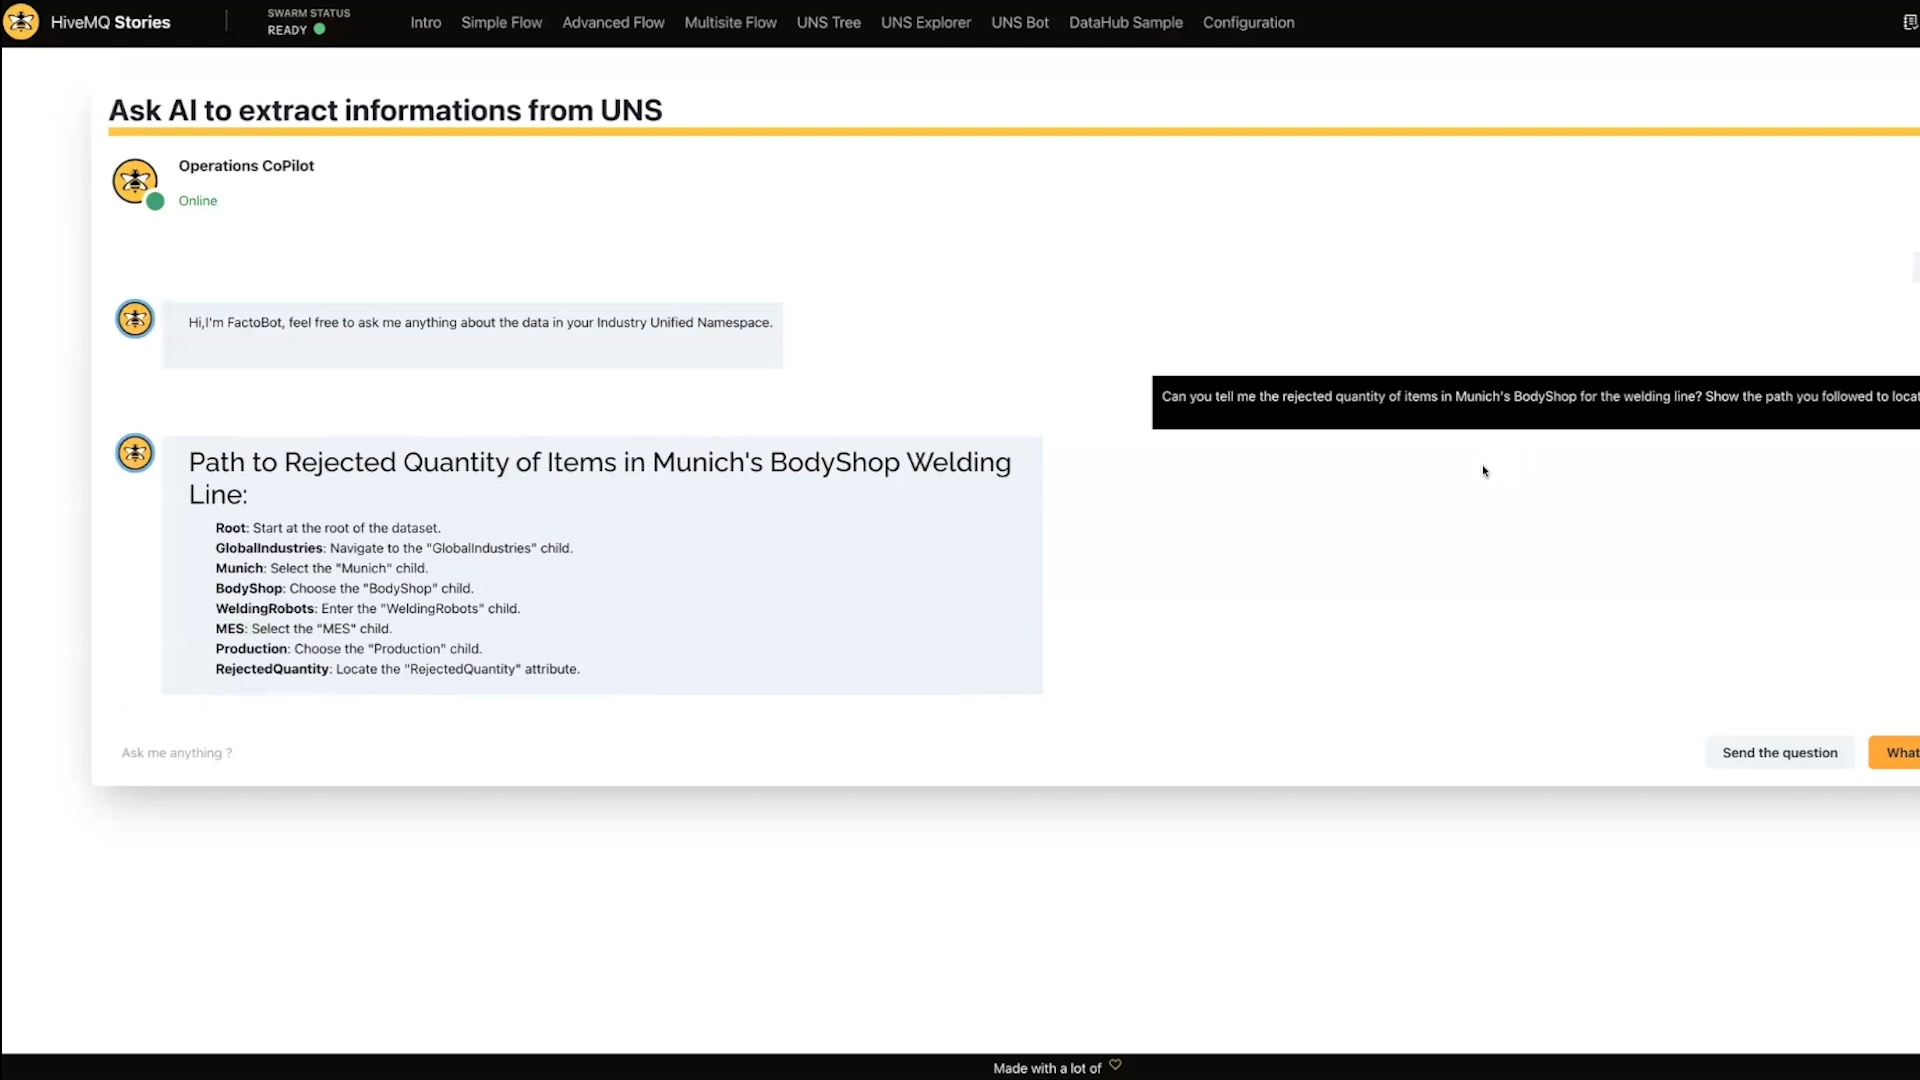 HiveMQ Stories
SWARM STATUS
READY
Intro Simple Flow Advanced Flow Multisite Flow UNS Tree UNS Explorer UNS Bot DataHub Sample Configuration
Ask AI to extract informations from UNS
Operations CoPilot
Online
Hi,I'm FactoBot, feel free to ask me anything about the data in your Industry Unified Namespace.
Can you tell me the rejected quantity of items in Munich's BodyShop for the welding line? Show the path you followed to locat
Path to Rejected Quantity of Items in Munich's BodyShop Welding
Line:
Root: Start at the root of the dataset.
GlobalIndustries: Navigate to the "GlobalIndustries" child.
Munich: Select the "Munich" child.
BodyShop: Choose the "BodyShop" child.
WeldingRobots: Enter the "WeldingRobots" child.
MES: Select the "MES" child.
Production: Choose the "Production" child.
RejectedQuantity: Locate the "RejectedQuantity" attribute.
Ask me anything ?
Send the question
What
Made with a lot of